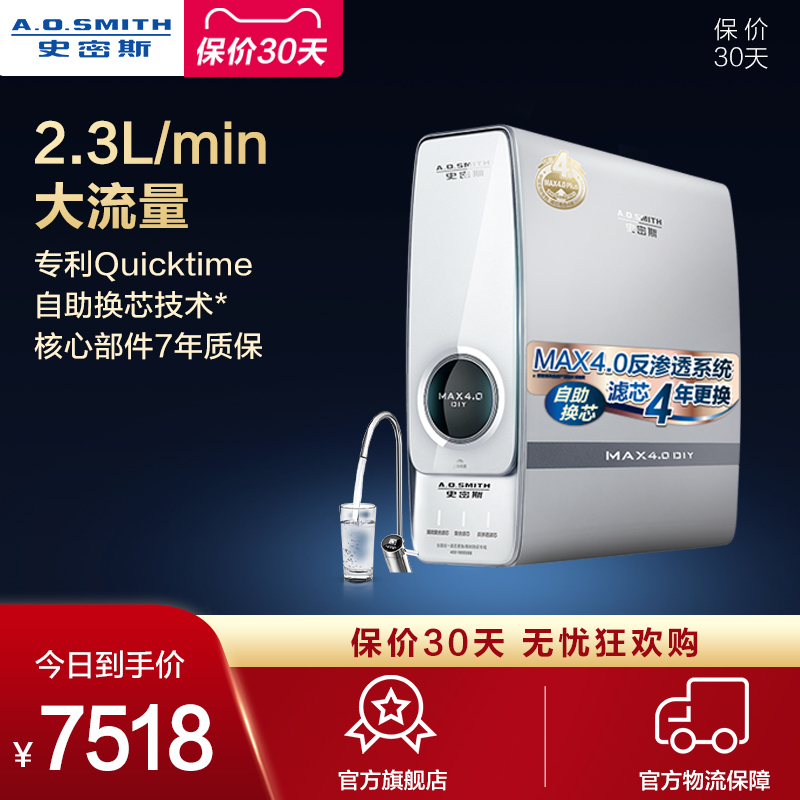 A.O.SMITH
史密斯
保价30天
保价
30天
2.3L/min
大流量
专利Quicktime
自助换芯技术*
核心部件7年质保
A.O.SMITH
史密斯
4年
MAX4.0 Plus
A.O.SMITH
史密斯
MAX4.0反渗透系统
自助
换芯
滤芯4年更换
MAX4.0
DIY
MAX4.0 DIY
A.O.SMITH
史密斯
保价30天 无忧狂欢购
今日到手价
¥7518
官方旗舰店
官方物流保障